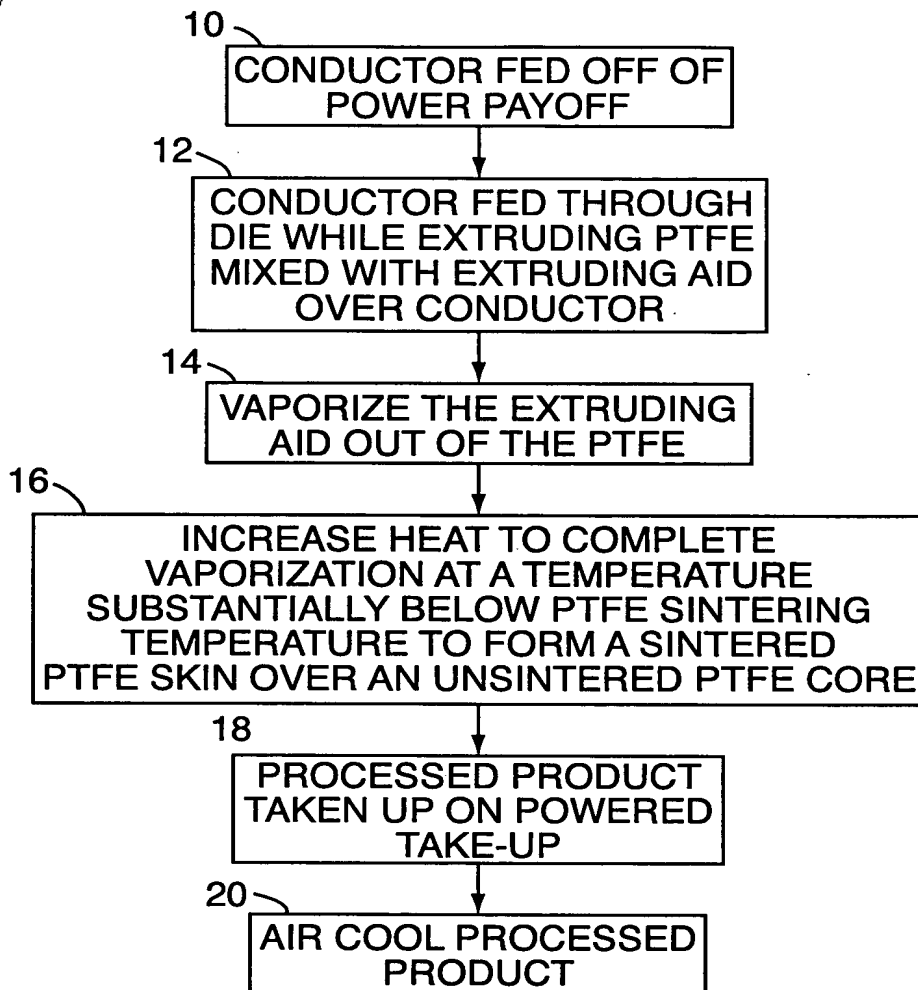 10
CONDUCTOR FED OFF OF
POWER PAYOFF
12
CONDUCTOR FED THROUGH
DIE WHILE EXTRUDING PTFE
MIXED WITH EXTRUDING AID
OVER CONDUCTOR
14
VAPORIZE THE EXTRUDING
AID OUT OF THE PTFE
16
INCREASE HEAT TO COMPLETE
VAPORIZATION AT A TEMPERATURE
SUBSTANTIALLY BELOW PTFE SINTERING
TEMPERATURE TO FORM A SINTERED
PTFE SKIN OVER AN UNSINTERED PTFE CORE
18
PROCESSED PRODUCT
TAKEN UP ON POWERED
TAKE-UP
20
AIR COOL PROCESSED
PRODUCT